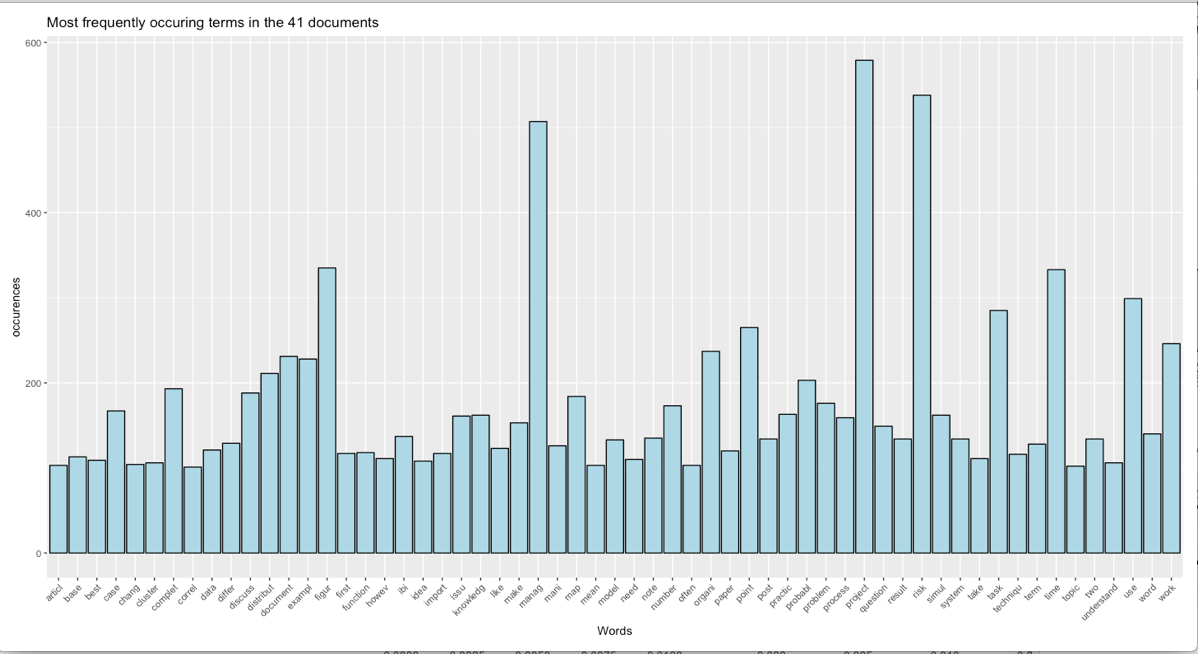 Most frequently occuring terms in the 41 documents
600
400
200
0
occurences
articl
base
best
case
chang
cluster
complet
correl
data
differ
discuss
distribut
document
exampl
figur
first
function
howev
ibi
idea
import
issu
knowledg
like
make
manag
mani
map
mean
model
need
note
number
often
organi
paper
point
post
practic
probabl
problem
process
project
question
result
risk
simul
system
take
task
techniqu
term
time
topic
two
understand
use
word
work
Words